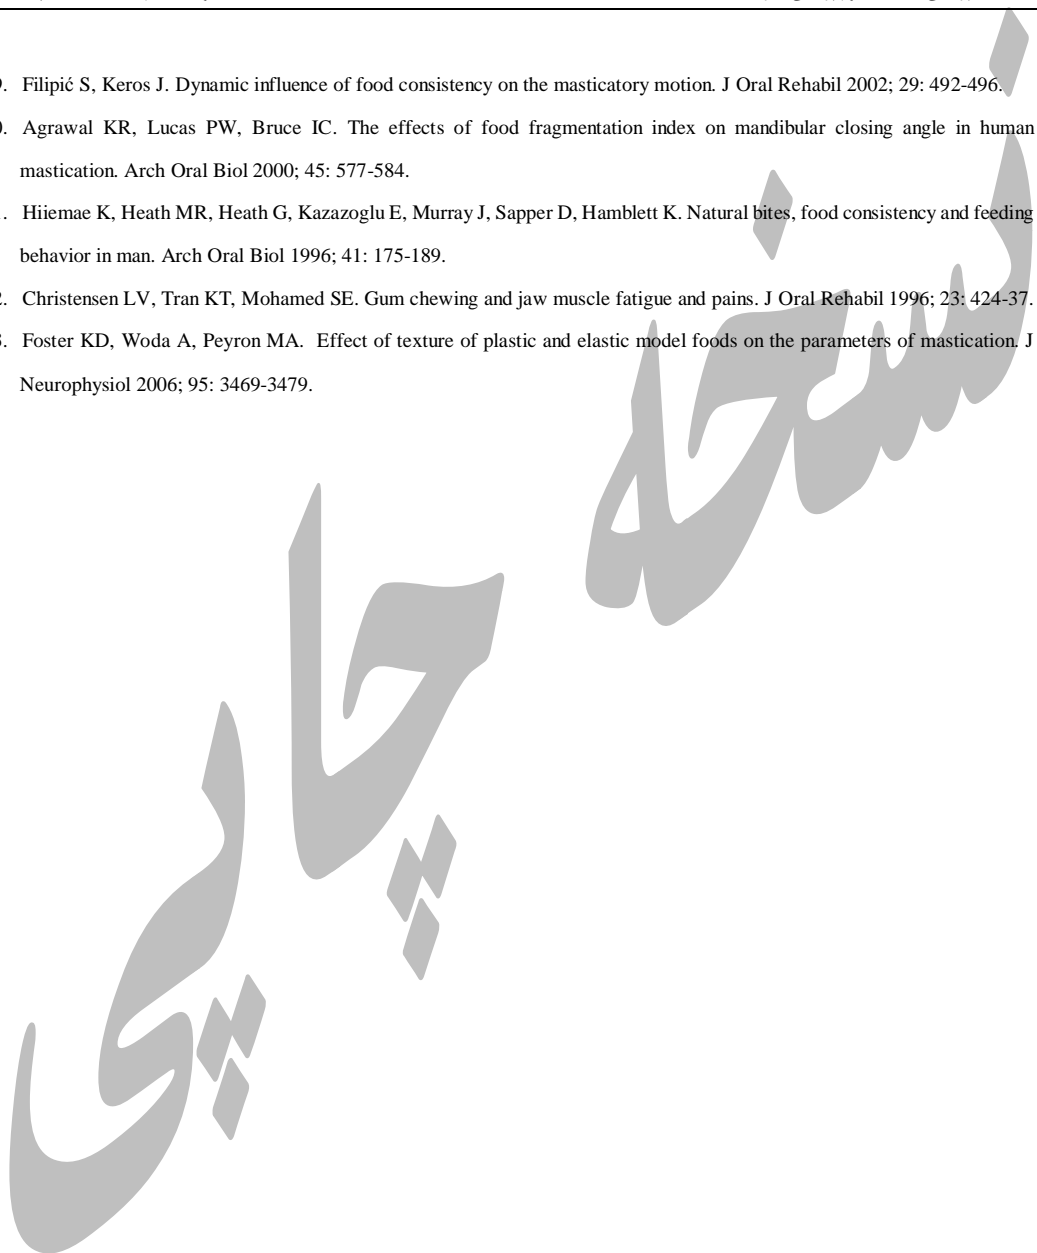 Filipić S, Keros J. Dynamic influence of food consistency on the masticatory motion. J Oral Rehabil 2002; 29: 492-496.
Agrawal KR, Lucas PW, Bruce IC. The effects of food fragmentation index on mandibular closing angle in human
mastication. Arch Oral Biol 2000; 45: 577-584.
Hiiemae K, Heath MR, Heath G, Kazazoglu E, Murray J, Sapper D, Hamblett K. Natural bites, food consistency and feeding
behavior in man. Arch Oral Biol 1996; 41: 175-189.
Christensen LV, Tran KT, Mohamed SE. Gum chewing and jaw muscle fatigue and pains. J Oral Rehabil 1996; 23: 424-37.
Foster KD, Woda A, Peyron MA. Effect of texture of plastic and elastic model foods on the parameters of mastication. J
Neurophysiol 2006; 95: 3469-3479.
نسخه چاپی